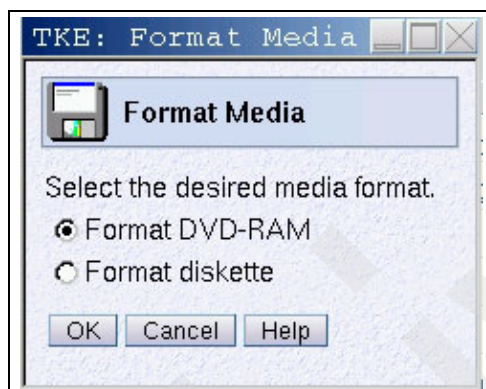 TKE: Format Media
Format Media
Select the desired media format.
Format DVD-RAM
Format diskette
OK Cancel Help